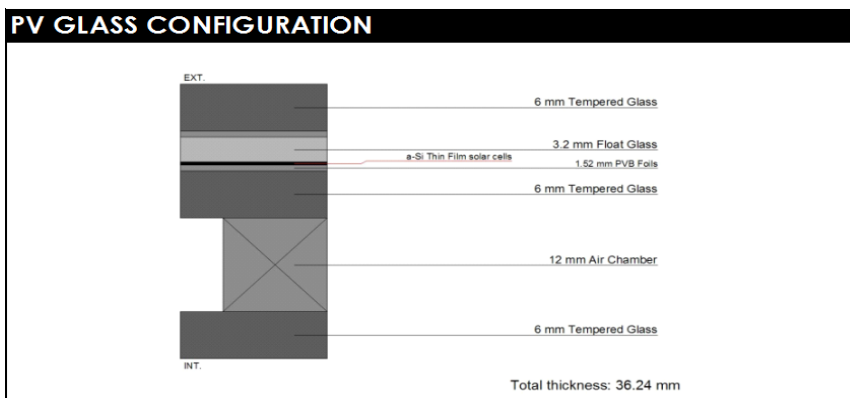 PV GLASS CONFIGURATION
EXT.
6 mm Tempered Glass
3.2 mm Float Glass
a-Si Thin Film solar cells
1.52 mm PVB Foils
6 mm Tempered Glass
12 mm Air Chamber
6 mm Tempered Glass
INT.
Total thickness: 36.24 mm